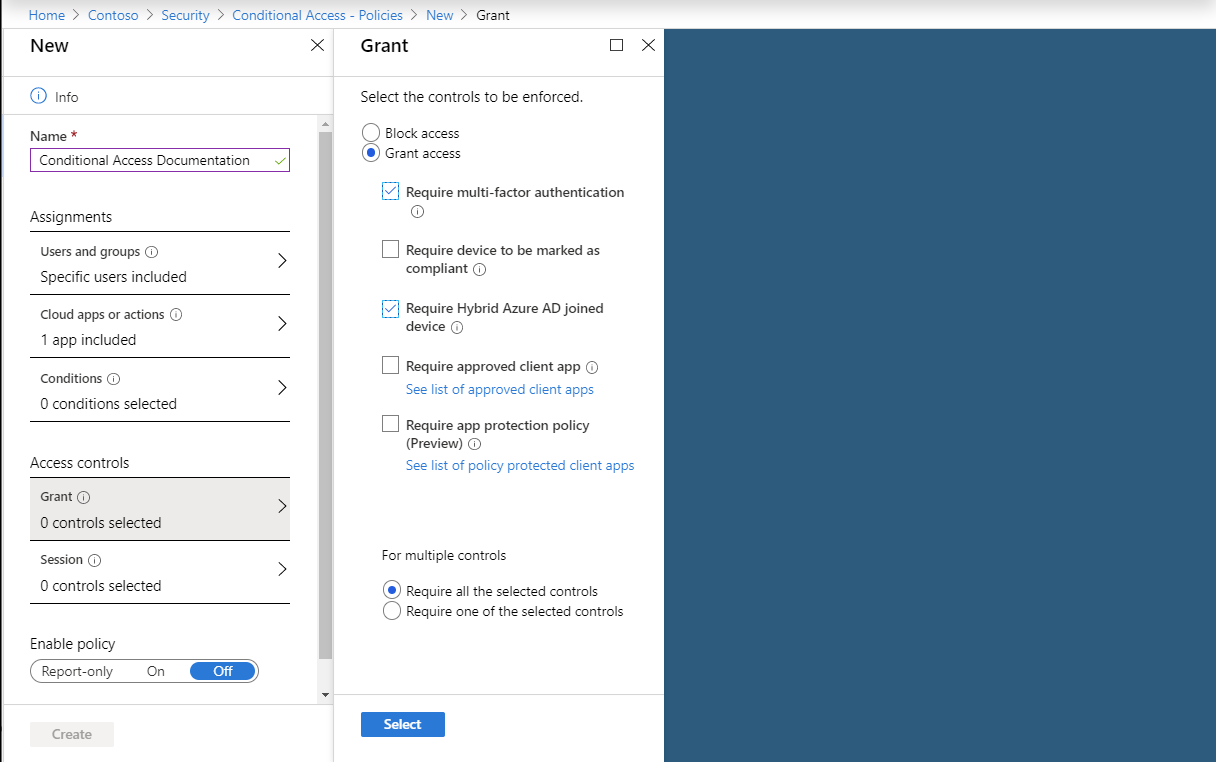 Home > Contoso > Security > Conditional Access - Policies > New > Grant
New
Info
Name *
Conditional Access Documentation
Assignments
Users and groups
Specific users included
Cloud apps or actions
1 app included
Conditions
0 conditions selected
Access controls
Grant
0 controls selected
Session
0 controls selected
Enable policy
Report-only On Off
Create
Grant
Select the controls to be enforced.
Block access
Grant access
Require multi-factor authentication
Require device to be marked as
compliant
Require Hybrid Azure AD joined
device
Require approved client app
See list of approved client apps
Require app protection policy
(Preview)
See list of policy protected client apps
For multiple controls
Require all the selected controls
Require one of the selected controls
Select